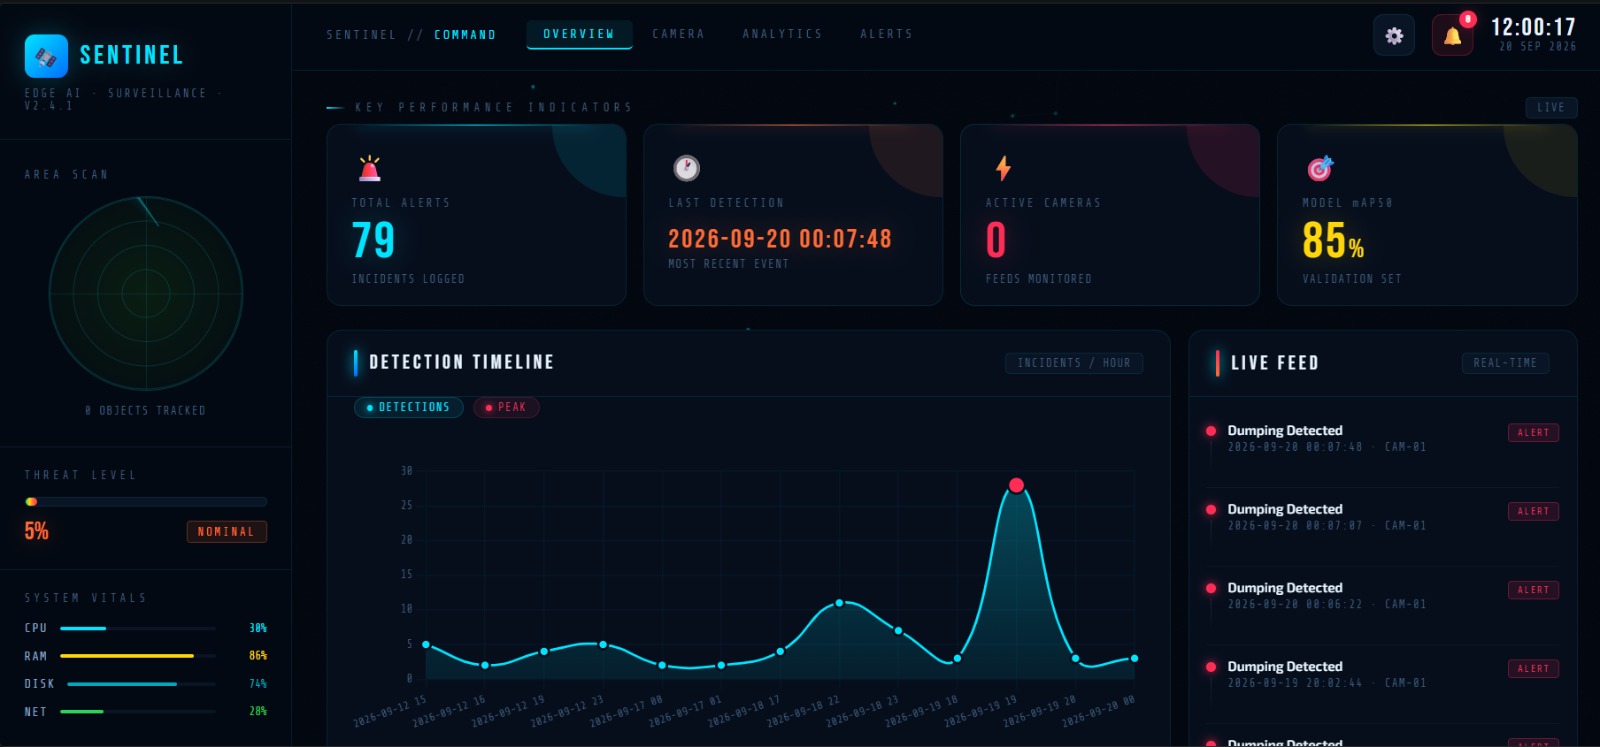 SENTINEL
EDGE AI · SURVEILLANCE ·
V2.4.1
AREA SCAN
0 OBJECTS TRACKED
THREAT LEVEL
5%
NOMINAL
SYSTEM VITALS
CPU 30%
RAM 86%
DISK 74%
NET 28%
SENTINEL // COMMAND
OVERVIEW
CAMERA
ANALYTICS
ALERTS
0
12:00:17
20 SEP 2026
KEY PERFORMANCE INDICATORS
LIVE
TOTAL ALERTS
79
INCIDENTS LOGGED
LAST DETECTION
2026-09-20 00:07:48
MOST RECENT EVENT
ACTIVE CAMERAS
0
FEEDS MONITORED
MODEL mAP50
85%
VALIDATION SET
DETECTION TIMELINE
INCIDENTS / HOUR
DETECTIONS
PEAK
30
25
20
15
10
5
0
2026-09-12 15
2026-09-12 16
2026-09-12 19
2026-09-12 23
2026-09-17 00
2026-09-17 01
2026-09-18 17
2026-09-18 22
2026-09-18 23
2026-09-19 18
2026-09-19 19
2026-09-19 20
2026-09-20 00
LIVE FEED
REAL-TIME
Dumping Detected
2026-09-20 00:07:48 · CAM-01
ALERT
Dumping Detected
2026-09-20 00:07:07 · CAM-01
ALERT
Dumping Detected
2026-09-20 00:06:22 · CAM-01
ALERT
Dumping Detected
2026-09-19 20:02:44 · CAM-01
ALERT
Dumping Detected
ALERT